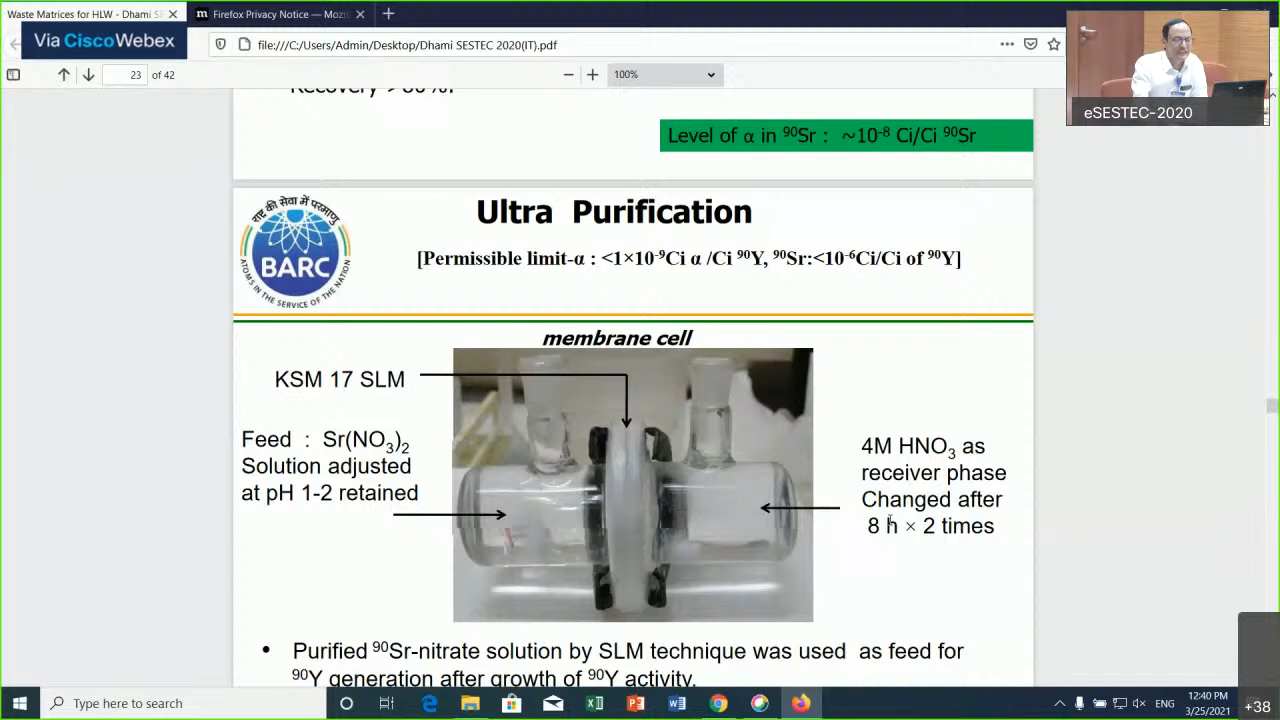 Waste Matrices for HLW - Dhami SE
Firefox Privacy Notice — Mozil
Via Cisco Webex
file:///C:/Users/Admin/Desktop/Dhami SESTEC 2020(IT).pdf
23 of 42
100%
eSESTEC-2020
Level of α in ⁹⁰Sr : ~10⁻⁸ Ci/Ci ⁹⁰Sr
राष्ट्र की सेवा में परमाणु
BARC
ATOMS IN THE SERVICE OF THE NATION
Ultra Purification
[Permissible limit-α : <1×10⁻⁹Ci α /Ci ⁹⁰Y, ⁹⁰Sr:<10⁻⁶Ci/Ci of ⁹⁰Y]
membrane cell
KSM 17 SLM
Feed : Sr(NO₃)₂
Solution adjusted
at pH 1-2 retained
4M HNO₃ as
receiver phase
Changed after
8 h × 2 times
• Purified ⁹⁰Sr-nitrate solution by SLM technique was used as feed for
⁹⁰Y generation after growth of ⁹⁰Y activity.
Type here to search
ENG
12:40 PM
3/25/2021
+38